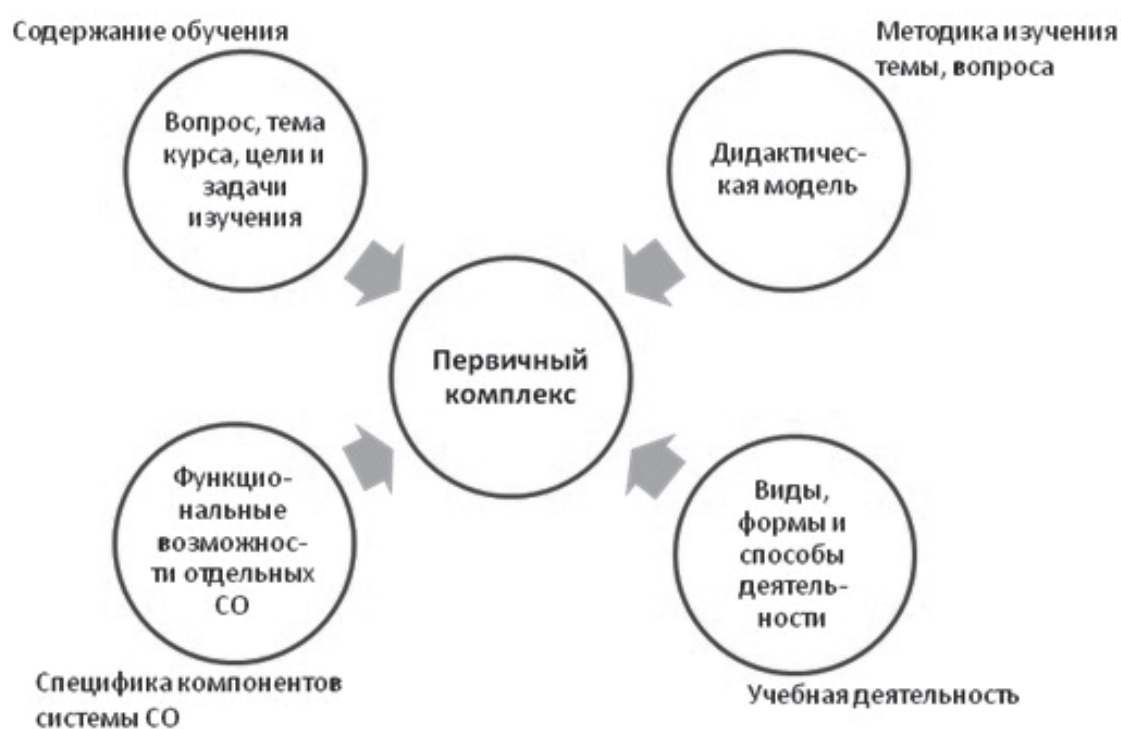 Содержание обучения
Вопрос, тема
курса, цели и
задачи
изучения
Методика изучения
темы, вопроса
Дидактичес-
кая модель
Первичный
комплекс
Функцио-
нальные
возможнос-
ти отдельных
СО
Специфика компонентов
системы СО
Виды,
формы и
способы
деятель-
ности
Учебная деятельность